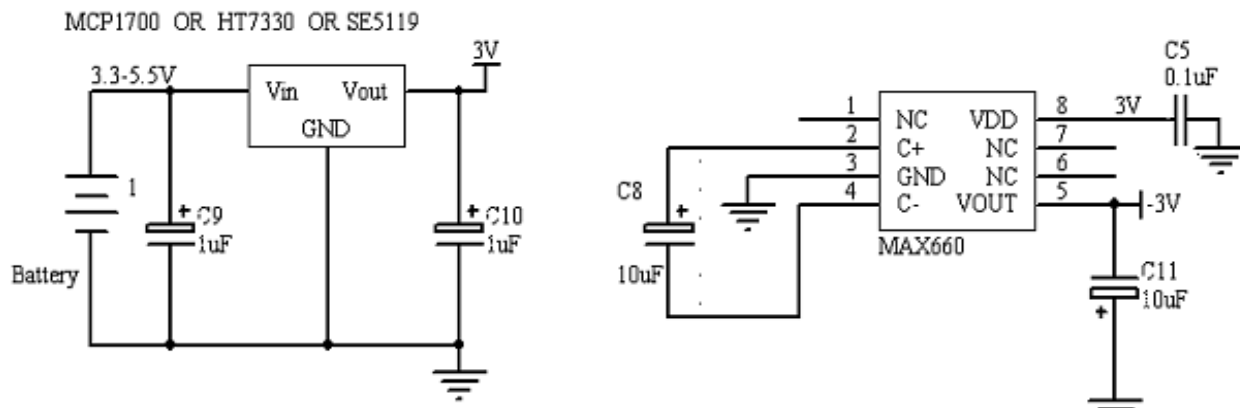 MCP1700 OR HT7330 OR SE5119
3.3-5.5V
Vin Vout
GND
3V
1
Battery
+
C9
1uF
+
C10
1uF
C8
+
10uF
1 NC VDD 8 3V
2 C+ NC 7
3 GND NC 6
4 C- VOUT 5
MAX660
C5
0.1uF
-3V
C11
10uF
+